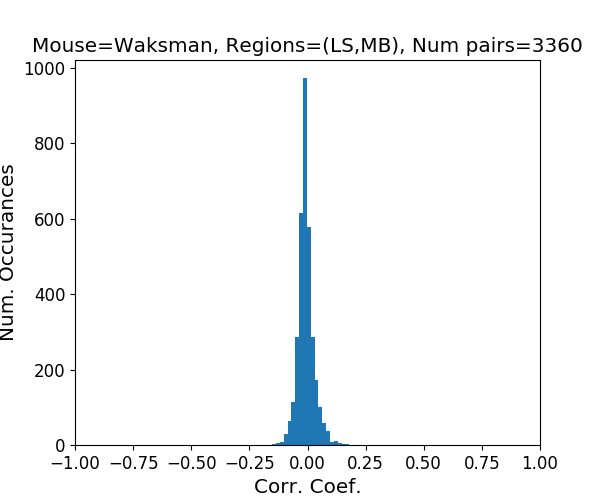 Mouse=Waksman, Regions=(LS,MB), Num pairs=3360
1000
800
600
400
200
0
Num. Occurances
−1.00 −0.75 −0.50 −0.25 0.00 0.25 0.50 0.75 1.00
Corr. Coef.